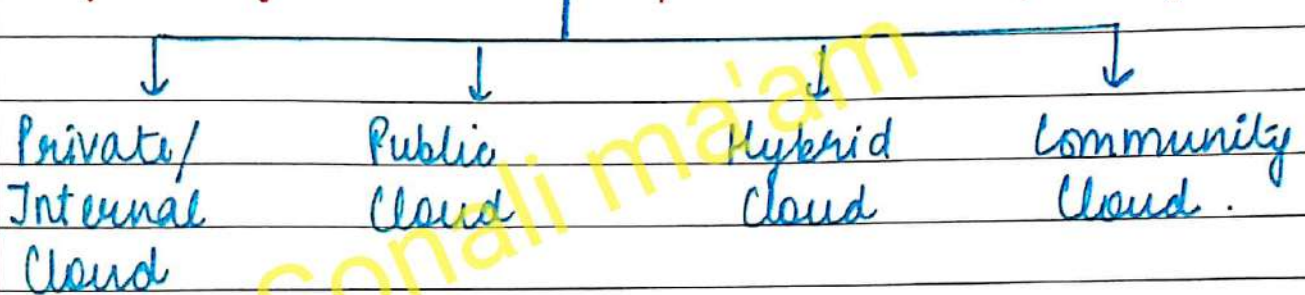 Private/ Public Hybrid Community
Internal Cloud Cloud Cloud.
Cloud
Sonali ma'am